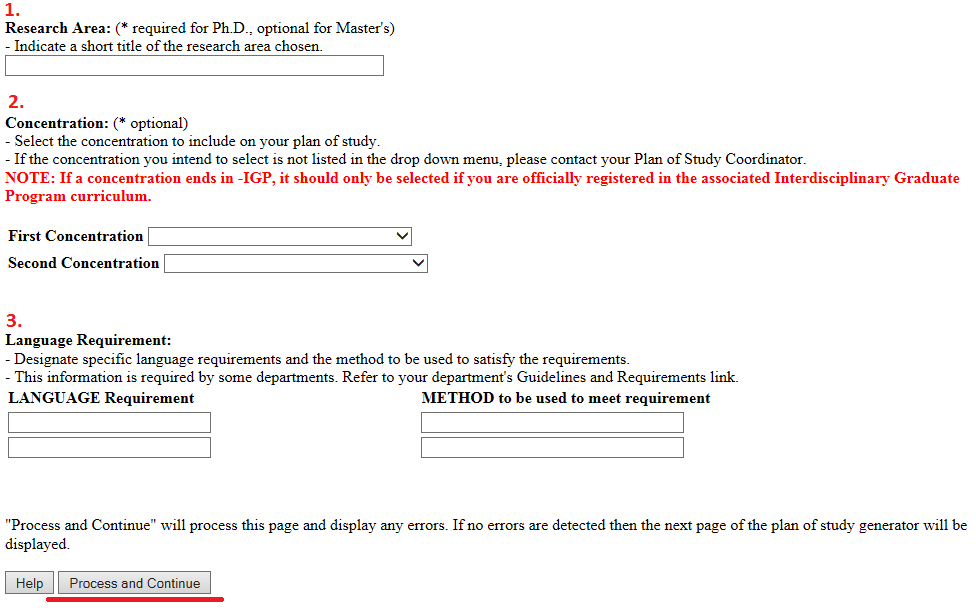 1.
Research Area: (* required for Ph.D., optional for Master's)
- Indicate a short title of the research area chosen.
2.
Concentration: (* optional)
- Select the concentration to include on your plan of study.
- If the concentration you intend to select is not listed in the drop down menu, please contact your Plan of Study Coordinator.
NOTE: If a concentration ends in -IGP, it should only be selected if you are officially registered in the associated Interdisciplinary Graduate
Program curriculum.
First Concentration
Second Concentration
3.
Language Requirement:
- Designate specific language requirements and the method to be used to satisfy the requirements.
- This information is required by some departments. Refer to your department's Guidelines and Requirements link.
LANGUAGE Requirement METHOD to be used to meet requirement
"Process and Continue" will process this page and display any errors. If no errors are detected then the next page of the plan of study generator will be
displayed.
Help Process and Continue